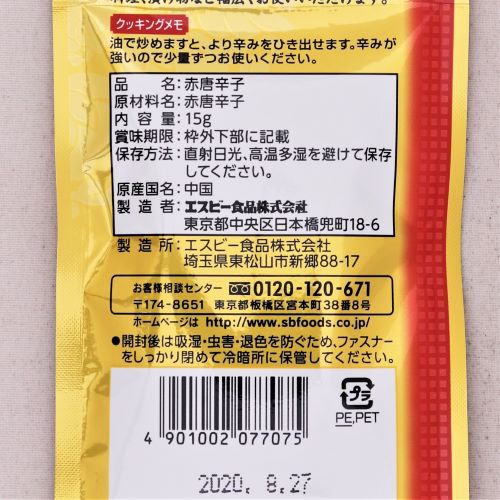 クッキングメモ
油で炒めますと、より辛みをひき出せます。辛みが
強いので少量ずつお使いください。
品 名：赤唐辛子
原材料名：赤唐辛子
内 容 量：15g
賞味期限：枠外下部に記載
保存方法：直射日光、高温多湿を避けて保存
してください。
原産国名：中国
製 造 者：エスビー食品株式会社
東京都中央区日本橋兜町18-6
製 造 所：エスビー食品株式会社
埼玉県東松山市新郷88-17
お客様相談センター 0120-120-671
〒174-8651 東京都板橋区宮本町38番8号
ホームページは http://www.sbfoods.co.jp/
●開封後は吸湿・虫害・退色を防ぐため、ファスナー
をしっかり閉めて冷暗所に保管してください。
プラ
PE,PET
4 901002 077075
2020. 8.27